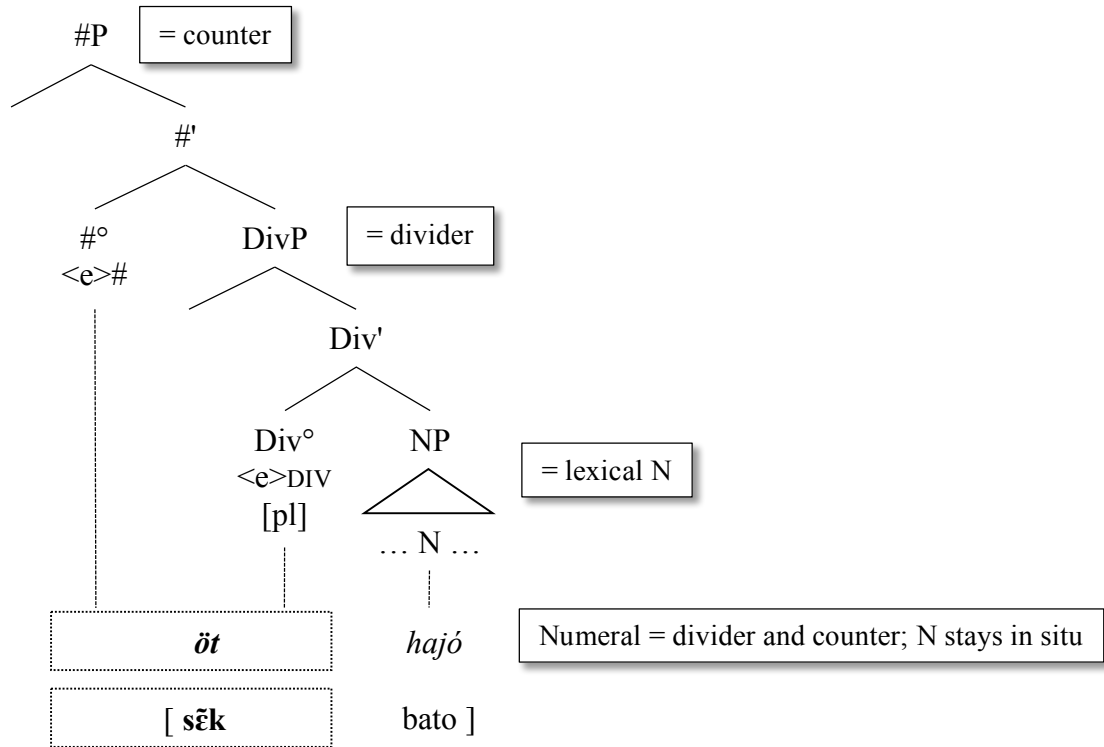 #P
= counter
#'
#° DivP
= divider
<e>#
Div'
Div° NP
<e>DIV
= lexical N
[pl]
… N …
öt hajó
Numeral = divider and counter; N stays in situ
[ sɛ̃k bato ]